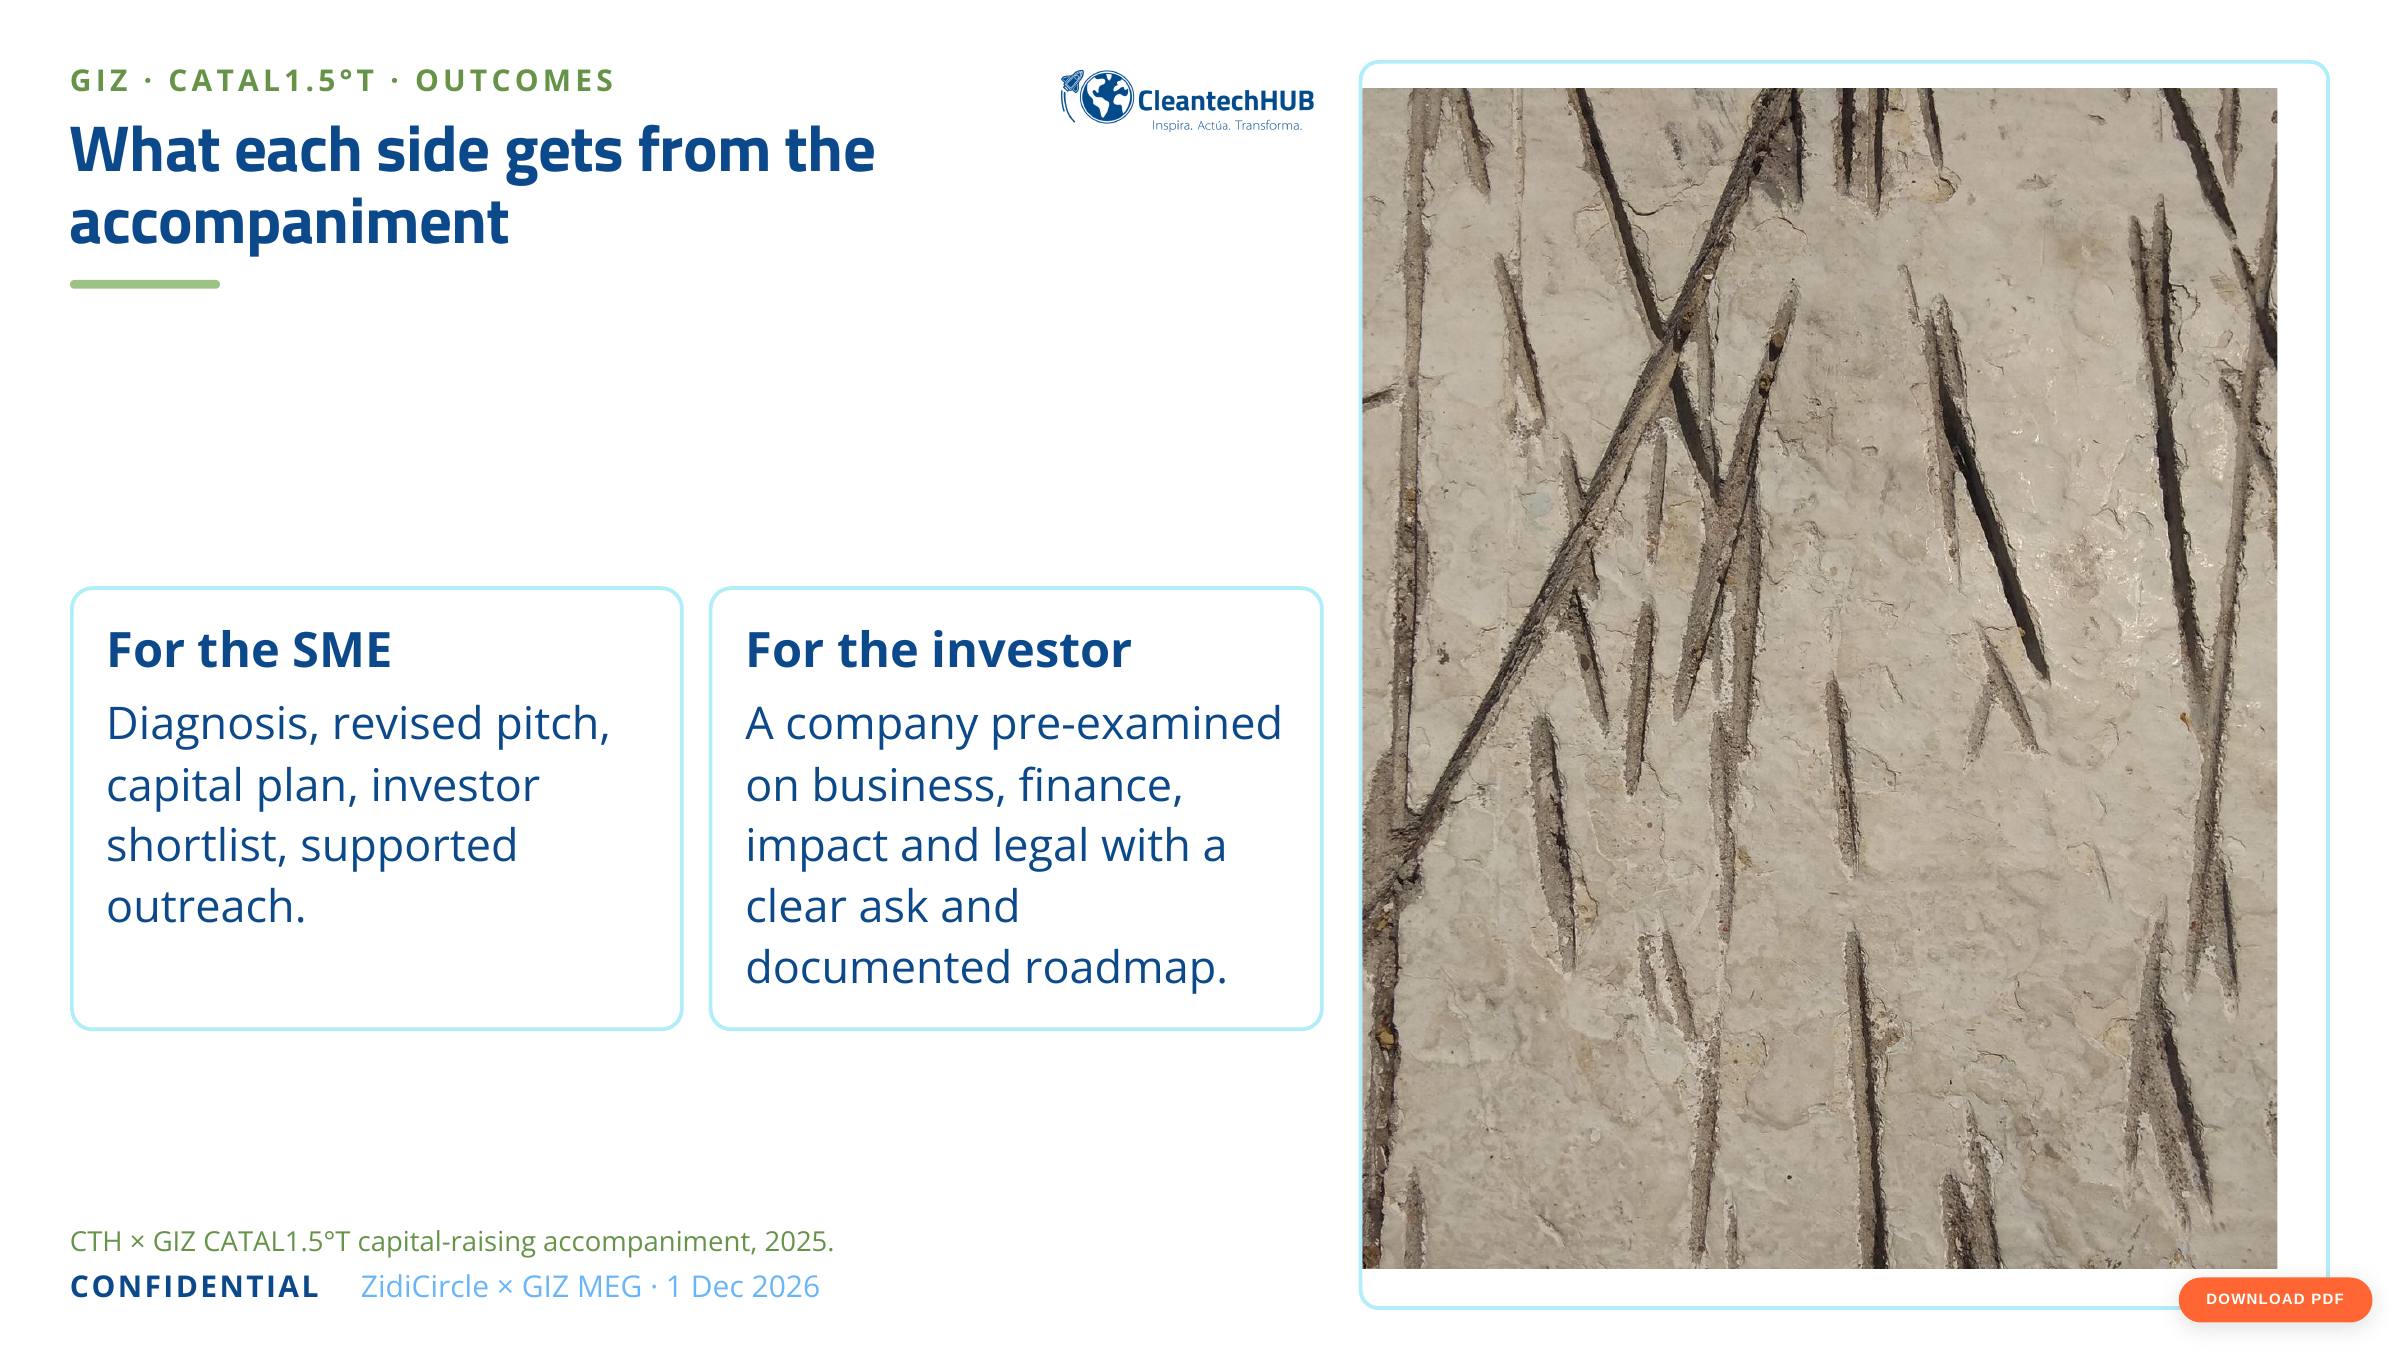 GIZ · CATAL1.5°T · OUTCOMES
What each side gets from the
accompaniment
CleantechHUB
Inspira. Actúa. Transforma.
For the SME
Diagnosis, revised pitch,
capital plan, investor
shortlist, supported
outreach.
For the investor
A company pre-examined
on business, finance,
impact and legal with a
clear ask and
documented roadmap.
CTH × GIZ CATAL1.5°T capital-raising accompaniment, 2025.
CONFIDENTIAL ZidiCircle × GIZ MEG · 1 Dec 2026
DOWNLOAD PDF